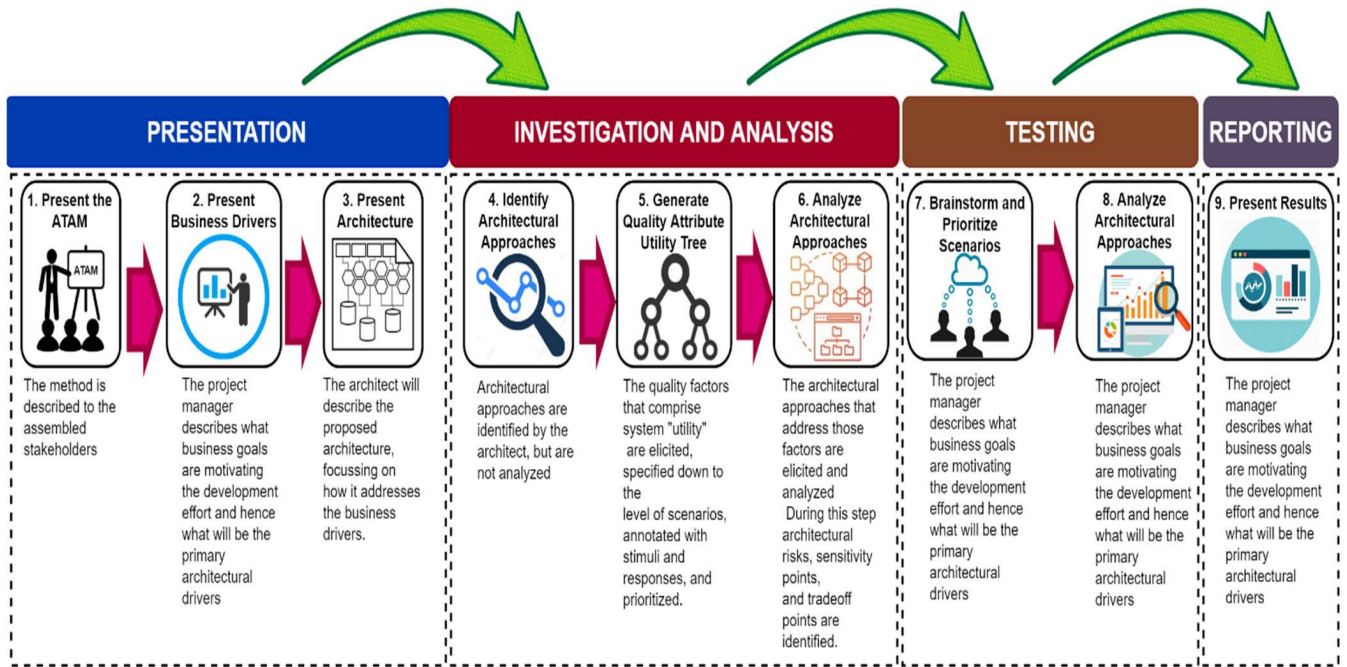 PRESENTATION
INVESTIGATION AND ANALYSIS
TESTING
REPORTING
1. Present the
ATAM
ATAM
The method is
described to the
assembled
stakeholders
2. Present
Business Drivers
The project
manager
describes what
business goals
are motivating
the development
effort and hence
what will be the
primary
architectural
drivers
3. Present
Architecture
The architect will
describe the
proposed
architecture,
focussing on
how it addresses
the business
drivers.
4. Identify
Architectural
Approaches
Architectural
approaches are
identified by the
architect, but are
not analyzed
5. Generate
Quality Attribute
Utility Tree
The quality factors
that comprise
system "utility"
are elicited,
specified down to
the
level of scenarios,
annotated with
stimuli and
responses, and
prioritized.
6. Analyze
Architectural
Approaches
The architectural
approaches that
address those
factors are
elicited and
analyzed
During this step
architectural
risks, sensitivity
points,
and tradeoff
points are
identified.
7. Brainstorm and
Prioritize
Scenarios
The project
manager
describes what
business goals
are motivating
the development
effort and hence
what will be the
primary
architectural
drivers
8. Analyze
Architectural
Approaches
The project
manager
describes what
business goals
are motivating
the development
effort and hence
what will be the
primary
architectural
drivers
9. Present Results
The project
manager
describes what
business goals
are motivating
the development
effort and hence
what will be the
primary
architectural
drivers